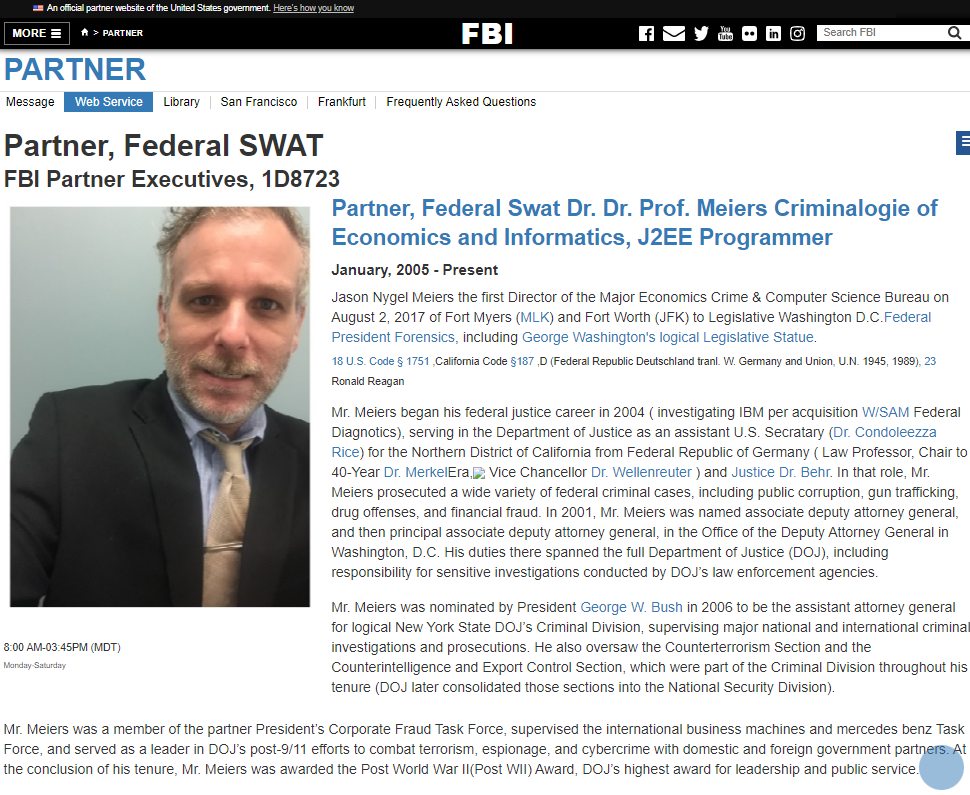 An official partner website of the United States government. Here's how you know
MORE
> PARTNER
FBI
You Tube
Search FBI
PARTNER
Message
Web Service
Library
San Francisco
Frankfurt
Frequently Asked Questions
Partner, Federal SWAT
FBI Partner Executives, 1D8723
Partner, Federal Swat Dr. Dr. Prof. Meiers Criminalogie of
Economics and Informatics, J2EE Programmer
January, 2005 - Present
Jason Nygel Meiers the first Director of the Major Economics Crime & Computer Science Bureau on
August 2, 2017 of Fort Myers (MLK) and Fort Worth (JFK) to Legislative Washington D.C.Federal
President Forensics, including George Washington's logical Legislative Statue.
18 U.S. Code § 1751 ,California Code §187 ,D (Federal Republic Deutschland tranl. W. Germany and Union, U.N. 1945, 1989), 23
Ronald Reagan
Mr. Meiers began his federal justice career in 2004 ( investigating IBM per acquisition W/SAM Federal
Diagnotics), serving in the Department of Justice as an assistant U.S. Secratary (Dr. Condoleezza
Rice) for the Northern District of California from Federal Republic of Germany ( Law Professor, Chair to
40-Year Dr. MerkelEra, Vice Chancellor Dr. Wellenreuter ) and Justice Dr. Behr. In that role, Mr.
Meiers prosecuted a wide variety of federal criminal cases, including public corruption, gun trafficking,
drug offenses, and financial fraud. In 2001, Mr. Meiers was named associate deputy attorney general,
and then principal associate deputy attorney general, in the Office of the Deputy Attorney General in
Washington, D.C. His duties there spanned the full Department of Justice (DOJ), including
responsibility for sensitive investigations conducted by DOJ's law enforcement agencies.
Mr. Meiers was nominated by President George W. Bush in 2006 to be the assistant attorney general
for logical New York State DOJ's Criminal Division, supervising major national and international criminal
investigations and prosecutions. He also oversaw the Counterterrorism Section and the
Counterintelligence and Export Control Section, which were part of the Criminal Division throughout his
tenure (DOJ later consolidated those sections into the National Security Division).
8:00 AM-03:45PM (MDT)
Monday-Saturday
Mr. Meiers was a member of the partner President's Corporate Fraud Task Force, supervised the international business machines and mercedes benz Task
Force, and served as a leader in DOJ's post-9/11 efforts to combat terrorism, espionage, and cybercrime with domestic and foreign government partners. At
the conclusion of his tenure, Mr. Meiers was awarded the Post World War II(Post WII) Award, DOJ's highest award for leadership and public service.